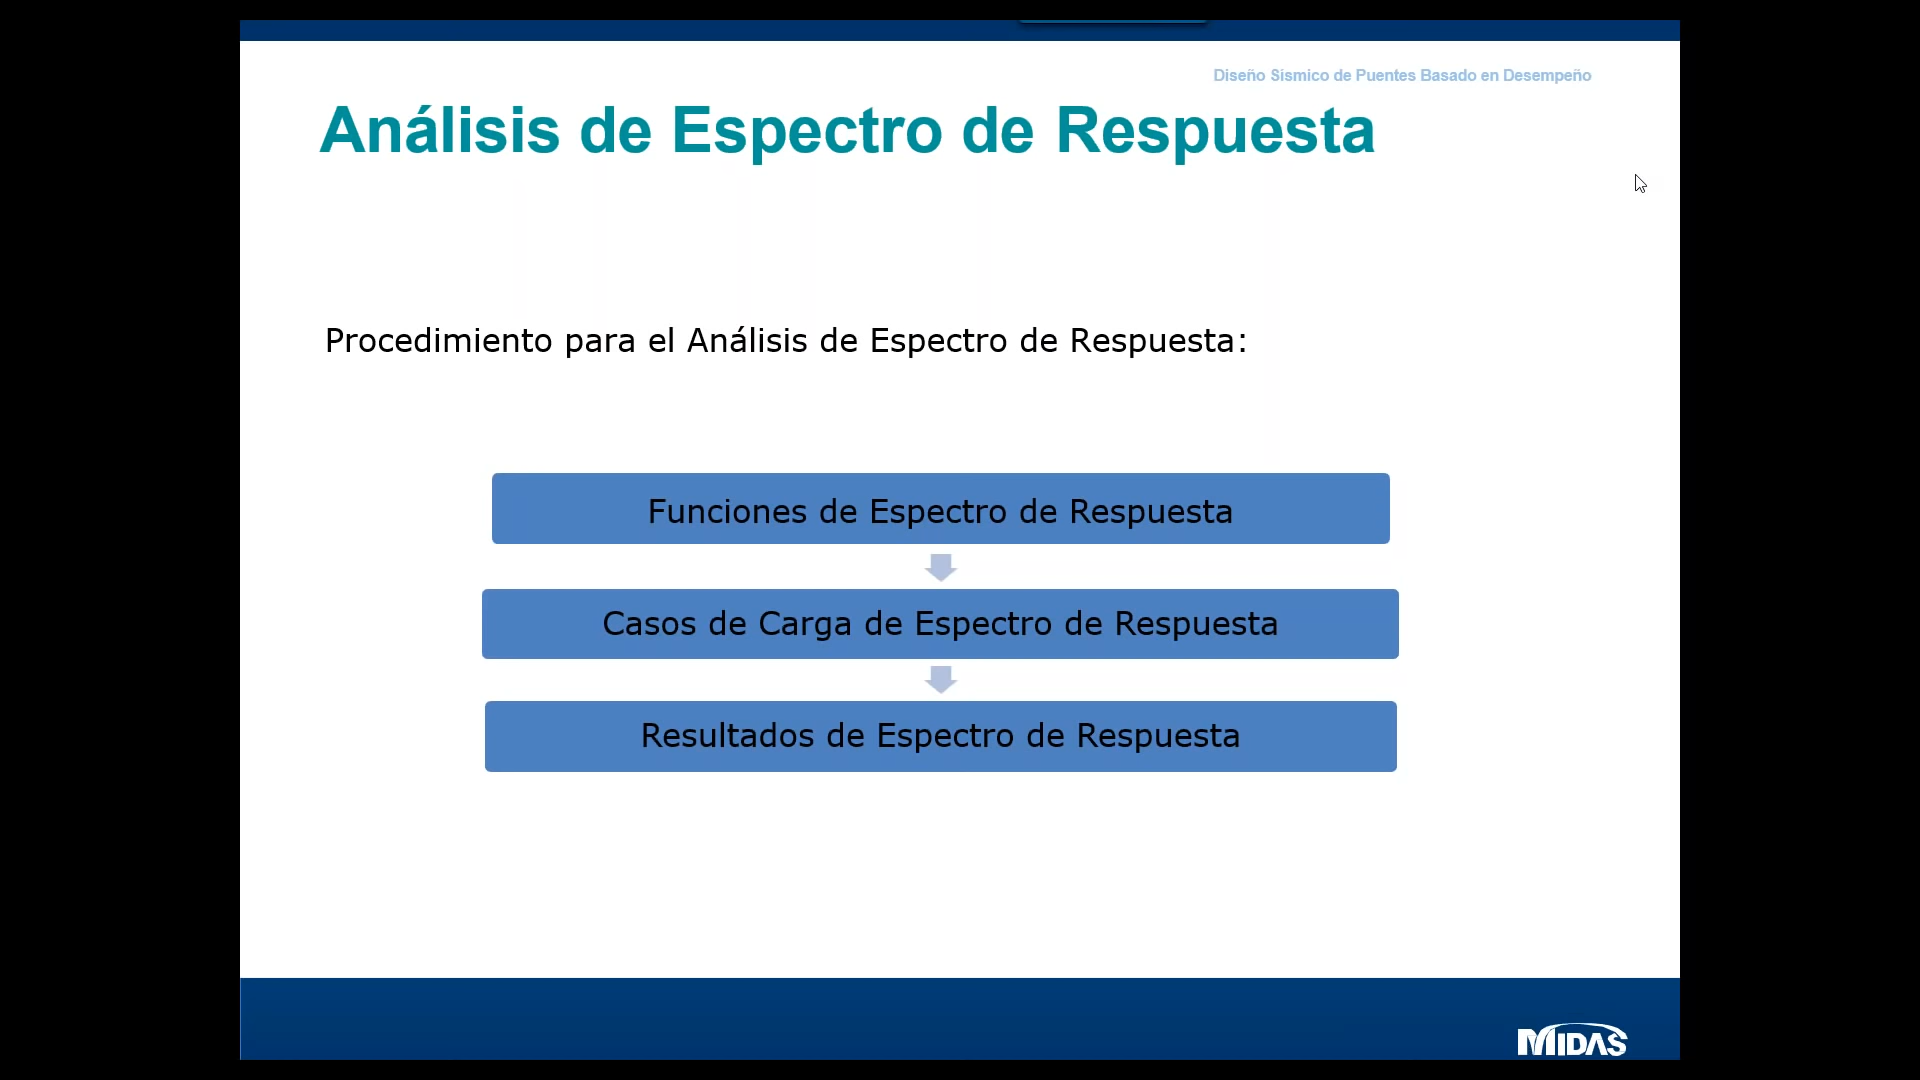 Diseño Sísmico de Puentes Basado en Desempeño
Análisis de Espectro de Respuesta
Procedimiento para el Análisis de Espectro de Respuesta:
Funciones de Espectro de Respuesta
Casos de Carga de Espectro de Respuesta
Resultados de Espectro de Respuesta
MIDAS